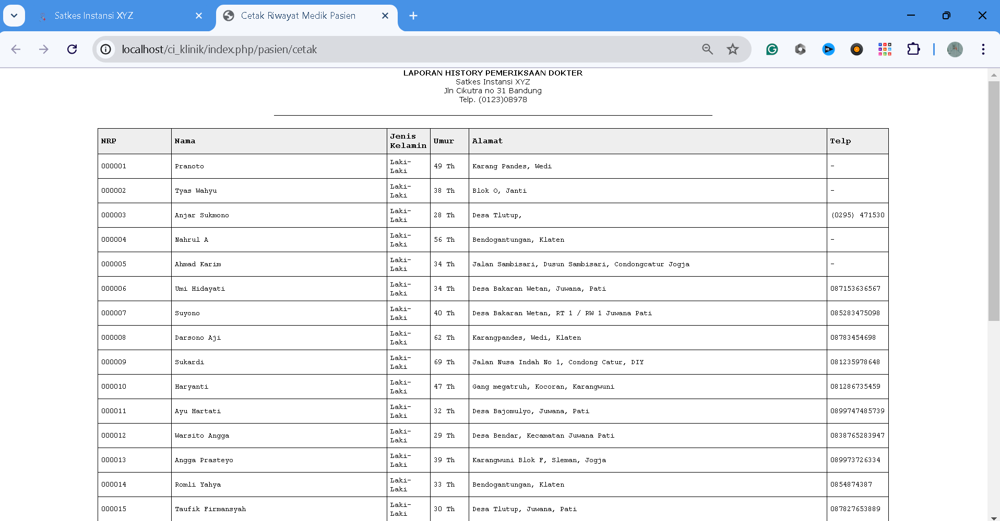 Satkes Instansi XYZ
Cetak Riwayat Medik Pasien
localhost/ci_klinik/index.php/pasien/cetak
LAPORAN HISTORY PEMERIKSAAN DOKTER
Satkes Instansi XYZ
Jln Cikutra no 31 Bandung
Telp. (0123)08978
NRP Nama Jenis Kelamin Umur Alamat Telp
000001 Pranoto Laki-Laki 49 Th Karang Pandes, Wedi -
000002 Tyas Wahyu Laki-Laki 38 Th Blok O, Janti -
000003 Anjar Sukmono Laki-Laki 28 Th Desa Tlutup, (0295) 471530
000004 Nahrul A Laki-Laki 56 Th Bendogantungan, Klaten -
000005 Ahmad Karim Laki-Laki 34 Th Jalan Sambisari, Dusun Sambisari, Condongcatur Jogja -
000006 Umi Hidayati Laki-Laki 34 Th Desa Bakaran Wetan, Juwana, Pati 087153636567
000007 Suyono Laki-Laki 40 Th Desa Bakaran Wetan, RT 1 / RW 1 Juwana Pati 085283475098
000008 Darsono Aji Laki-Laki 62 Th Karangpandes, Wedi, Klaten 08783454698
000009 Sukardi Laki-Laki 69 Th Jalan Nusa Indah No 1, Condong Catur, DIY 081235978648
000010 Haryanti Laki-Laki 47 Th Gang megatruh, Kocoran, Karangwuni 081286735459
000011 Ayu Hartati Laki-Laki 32 Th Desa Bajomulyo, Juwana, Pati 0899747485739
000012 Warsito Angga Laki-Laki 29 Th Desa Bendar, Kecamatan Juwana Pati 0838765283947
000013 Angga Prasteyo Laki-Laki 39 Th Karangwuni Blok F, Sleman, Jogja 089973726334
000014 Romli Yahya Laki-Laki 33 Th Bendogantungan, Klaten 0854874387
000015 Taufik Firmansyah Laki-Laki 30 Th Desa Tlutup, Juwana, Pati 087827653889